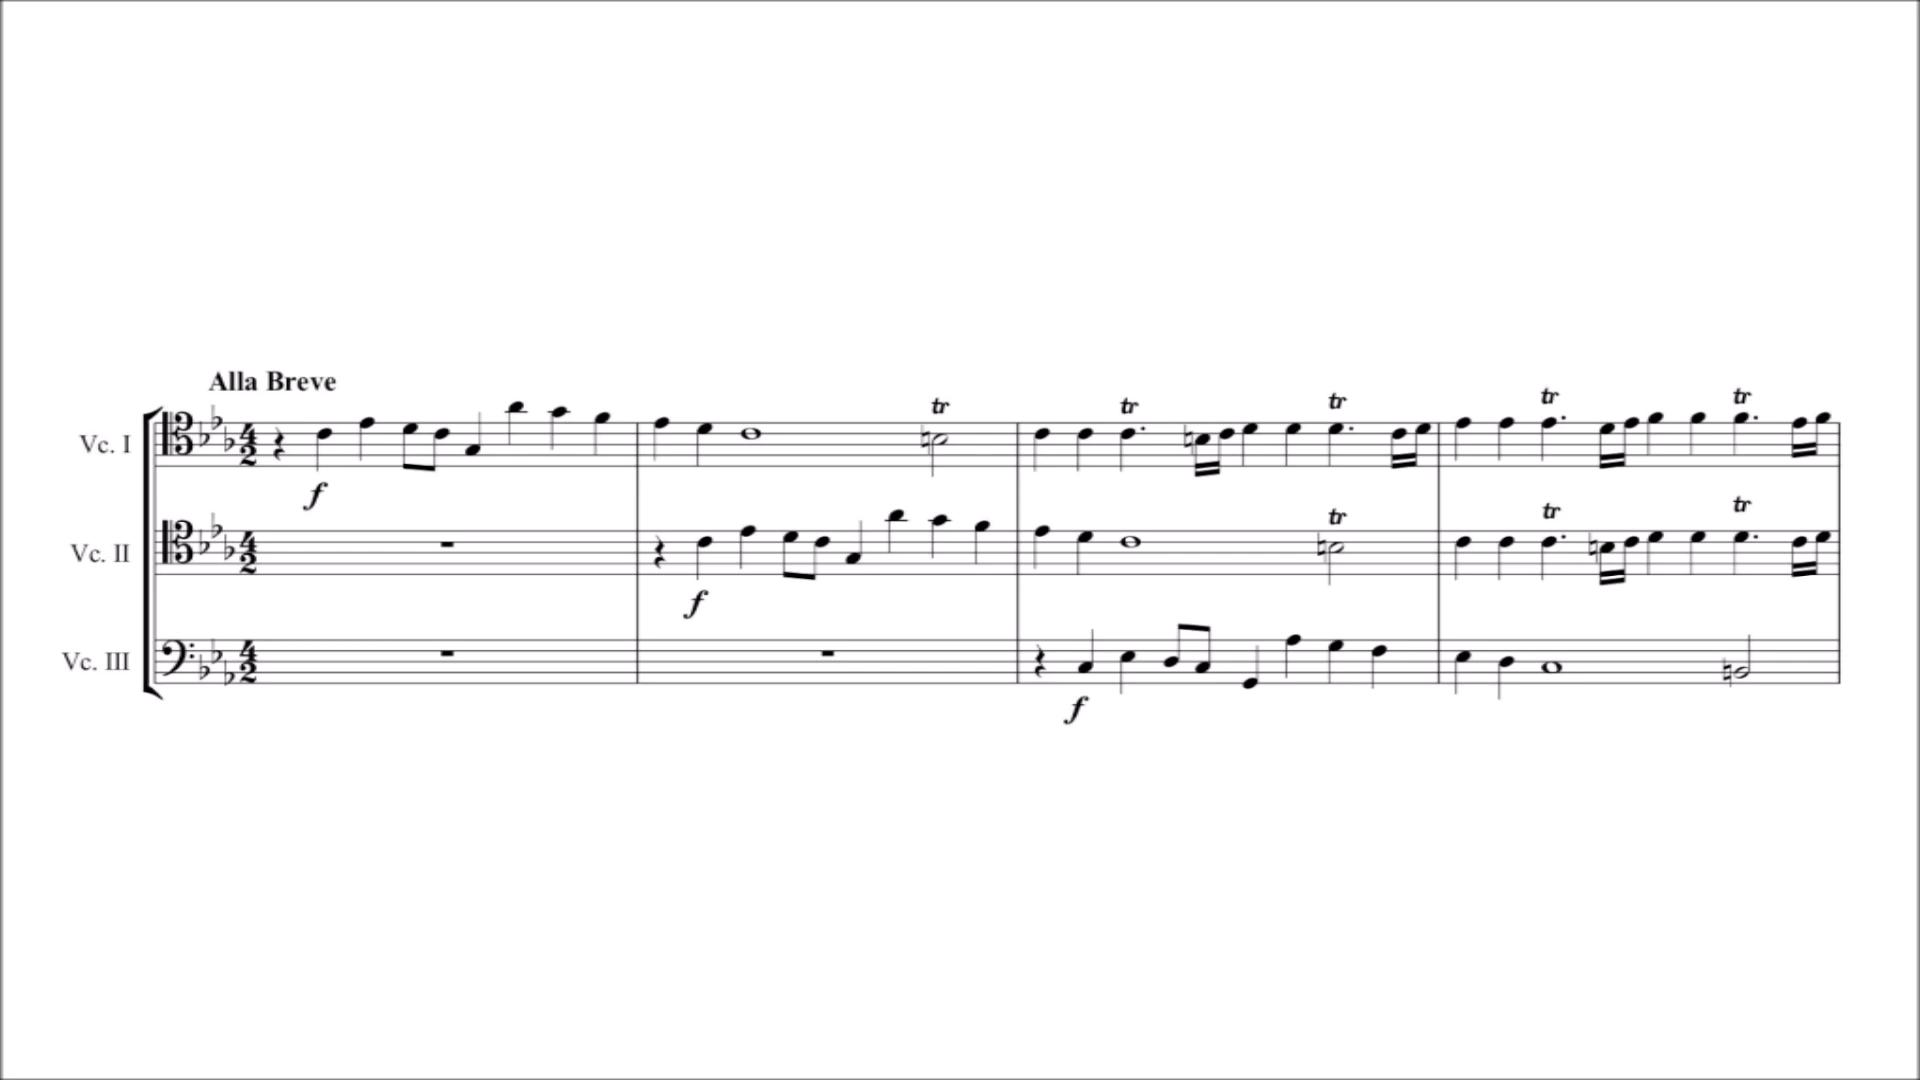 Alla Breve
Vc. I
tr tr tr tr tr
f
Vc. II
tr tr tr
f
Vc. III
f